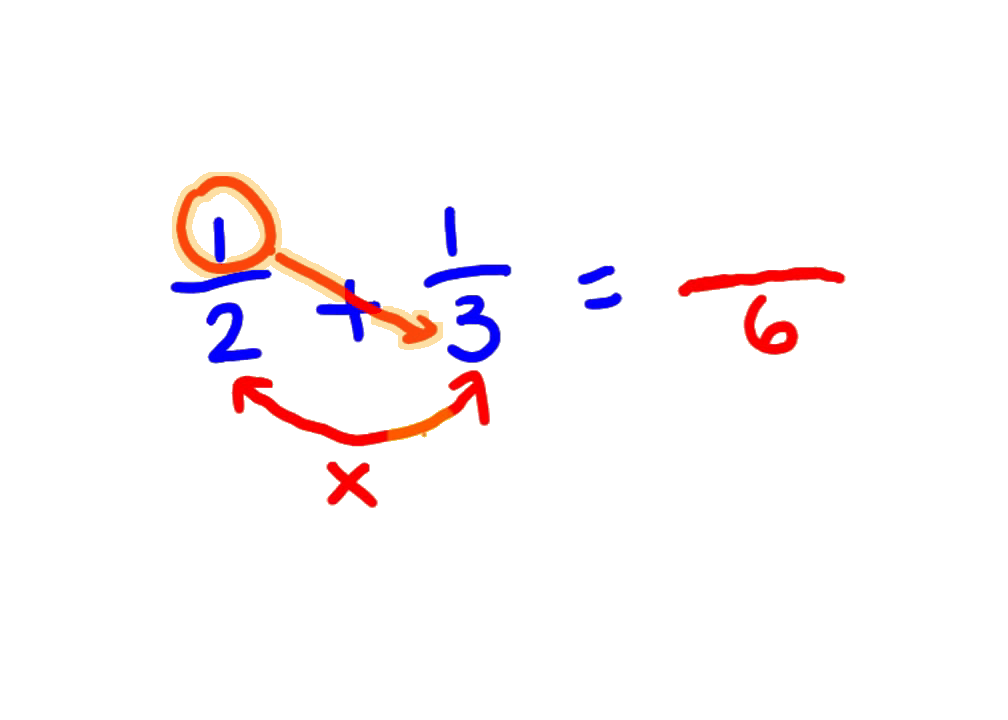 1/2 + 1/3 = /6
x